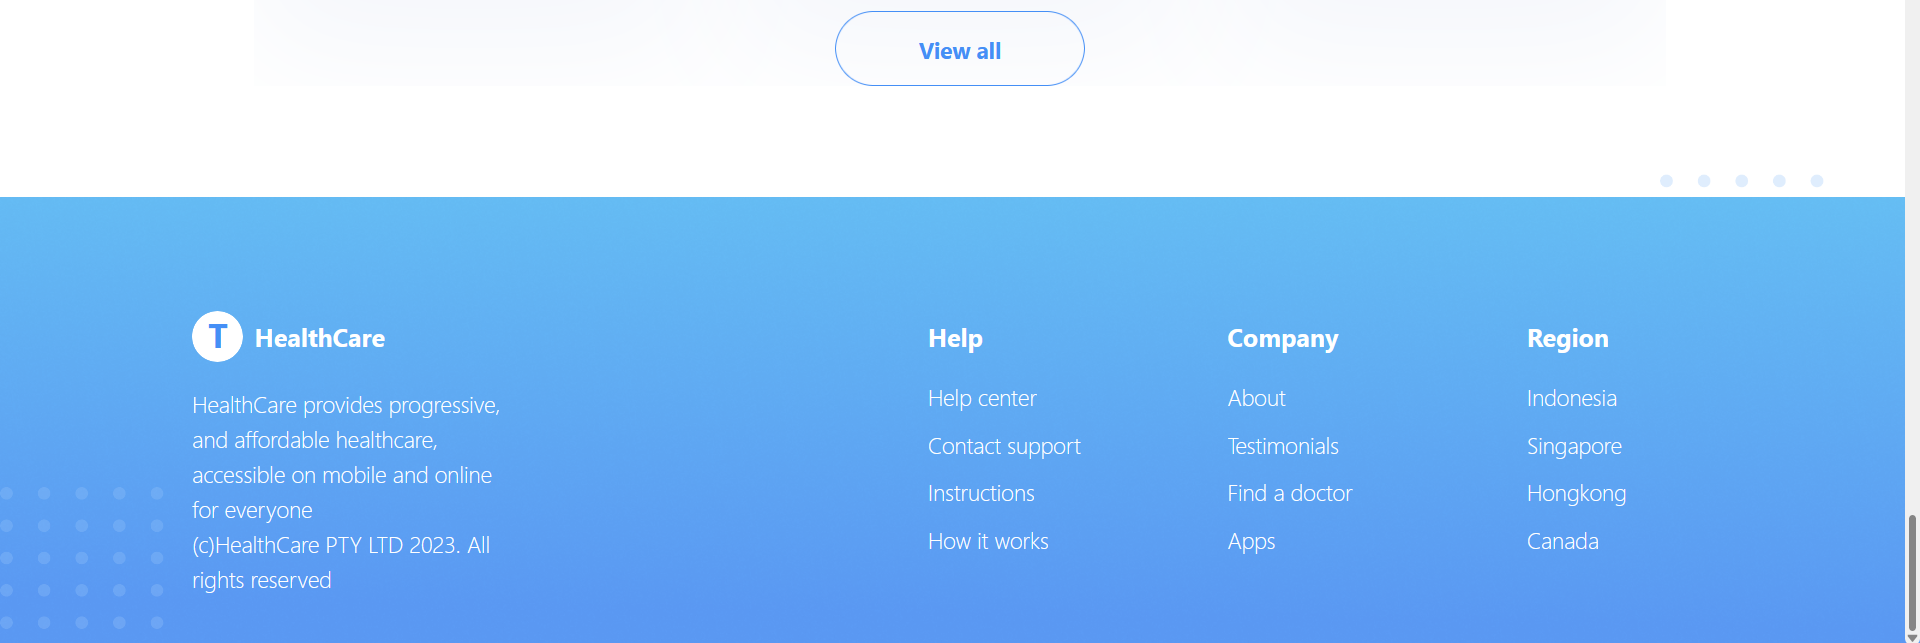 View all
T HealthCare
HealthCare provides progressive,
and affordable healthcare,
accessible on mobile and online
for everyone
(c)HealthCare PTY LTD 2023. All
rights reserved
Help
Help center
Contact support
Instructions
How it works
Company
About
Testimonials
Find a doctor
Apps
Region
Indonesia
Singapore
Hongkong
Canada